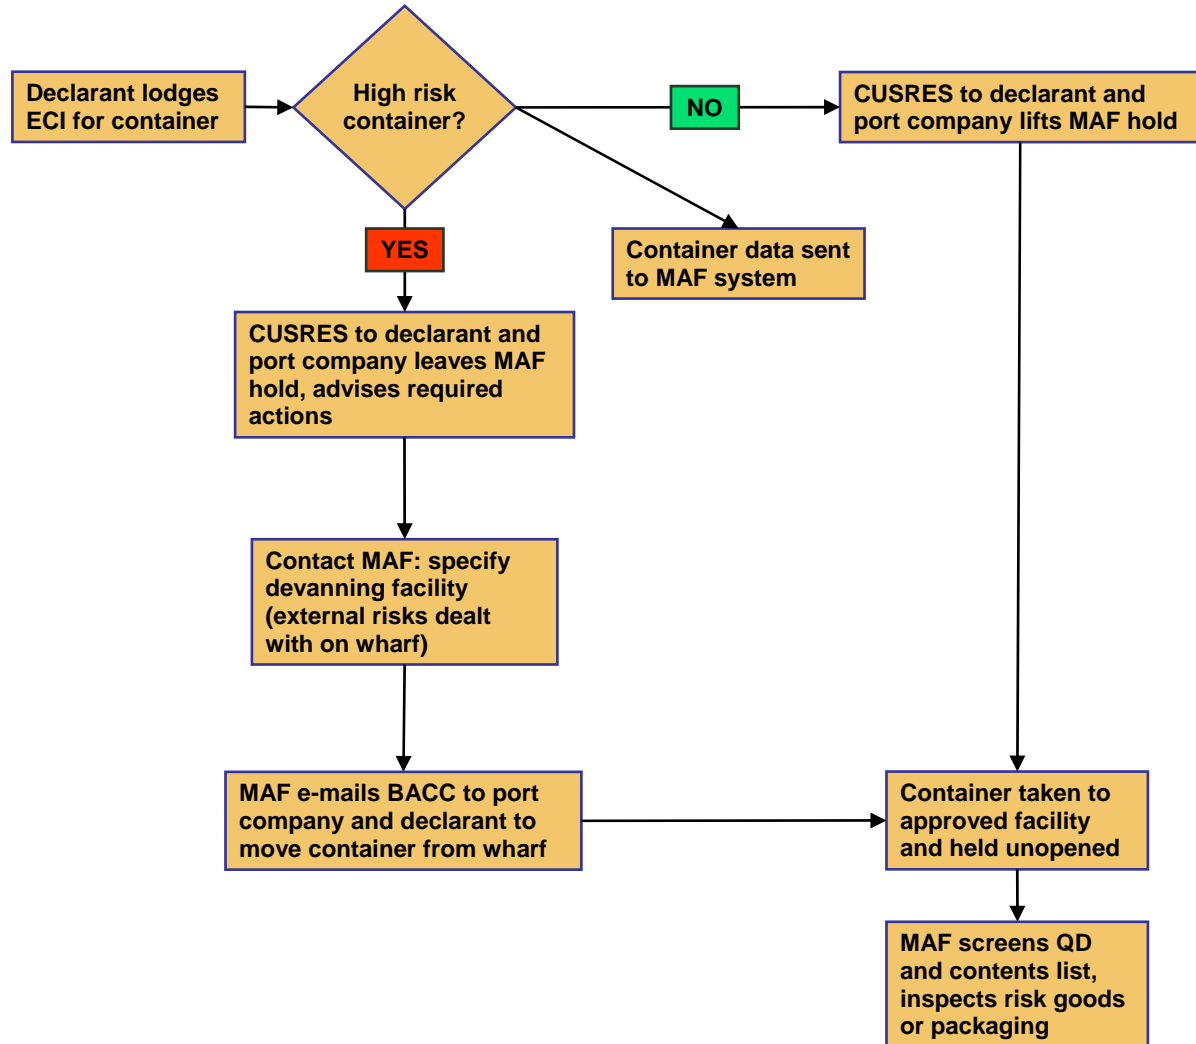 Declarant lodges
ECI for container
High risk
container?
NO
CUSRES to declarant and
port company lifts MAF hold
YES
Container data sent
to MAF system
CUSRES to declarant and
port company leaves MAF
hold, advises required
actions
Contact MAF: specify
devanning facility
(external risks dealt
with on wharf)
MAF e-mails BACC to port
company and declarant to
move container from wharf
Container taken to
approved facility
and held unopened
MAF screens QD
and contents list,
inspects risk goods
or packaging